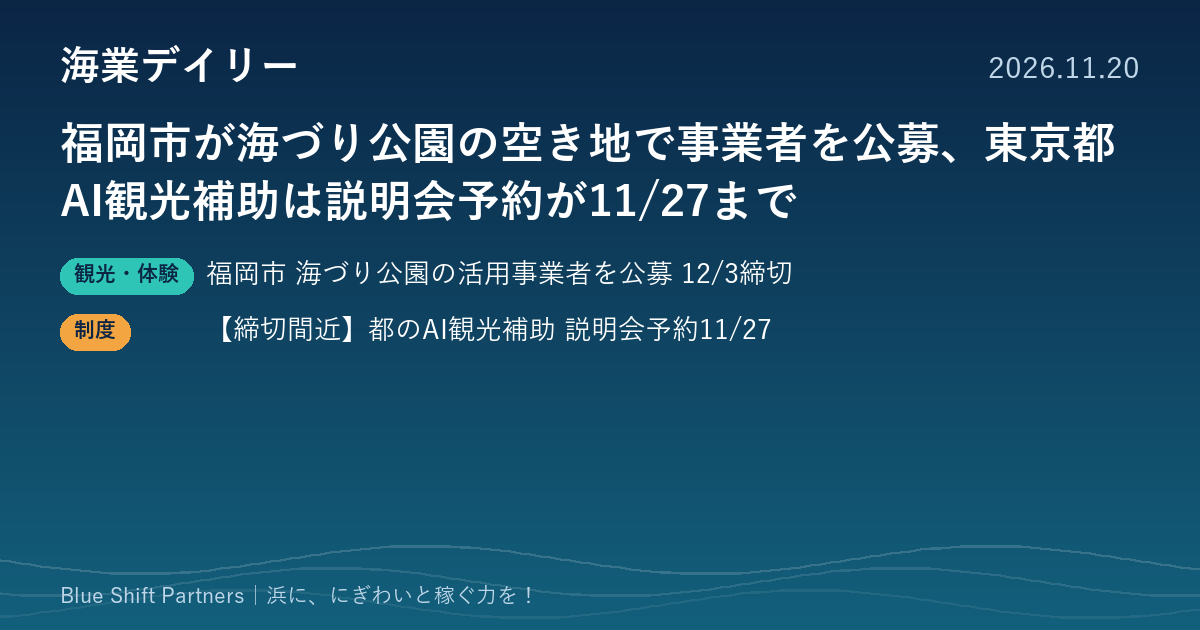 海業デイリー
2026.11.20
福岡市が海づり公園の空き地で事業者を公募、東京都
AI観光補助は説明会予約が11/27まで
観光・体験 福岡市 海づり公園の活用事業者を公募 12/3締切
制度 【締切間近】都のAI観光補助 説明会予約11/27
Blue Shift Partners｜浜に、にぎわいと稼ぐ力を！